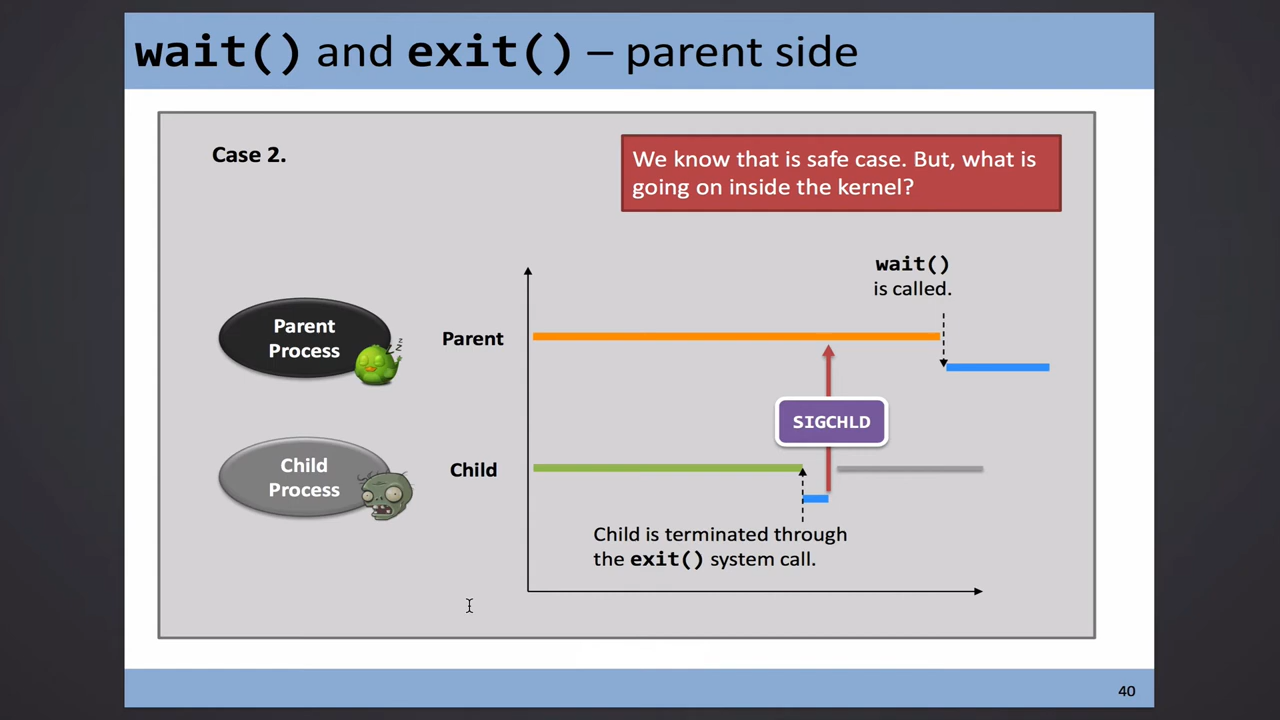 wait() and exit() – parent side
Case 2.
We know that is safe case. But, what is
going on inside the kernel?
wait()
is called.
Parent
Process
z z z
Parent
SIGCHLD
Child
Process
Child
Child is terminated through
the exit() system call.
40